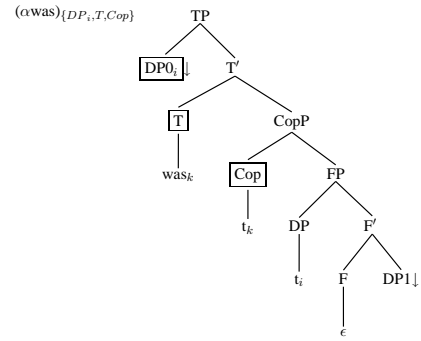 (αwas){DPᵢ,T,Cop} TP
DP0ᵢ↓ T′
T CopP
wasₖ Cop FP
tₖ DP F′
tᵢ F DP1↓
ϵ